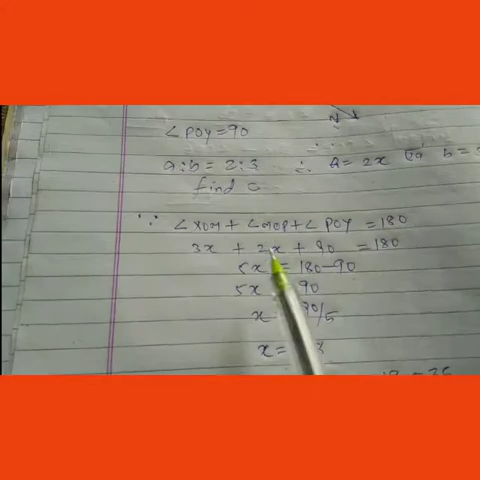 ∠POY=90
a:b = 2:3 ∴ a = 2x b =
find c
∵ ∠XOM + ∠MOP + ∠POY = 180
3x + 2x + 90 = 180
5x = 180-90
5x 90
x 90/5
x =